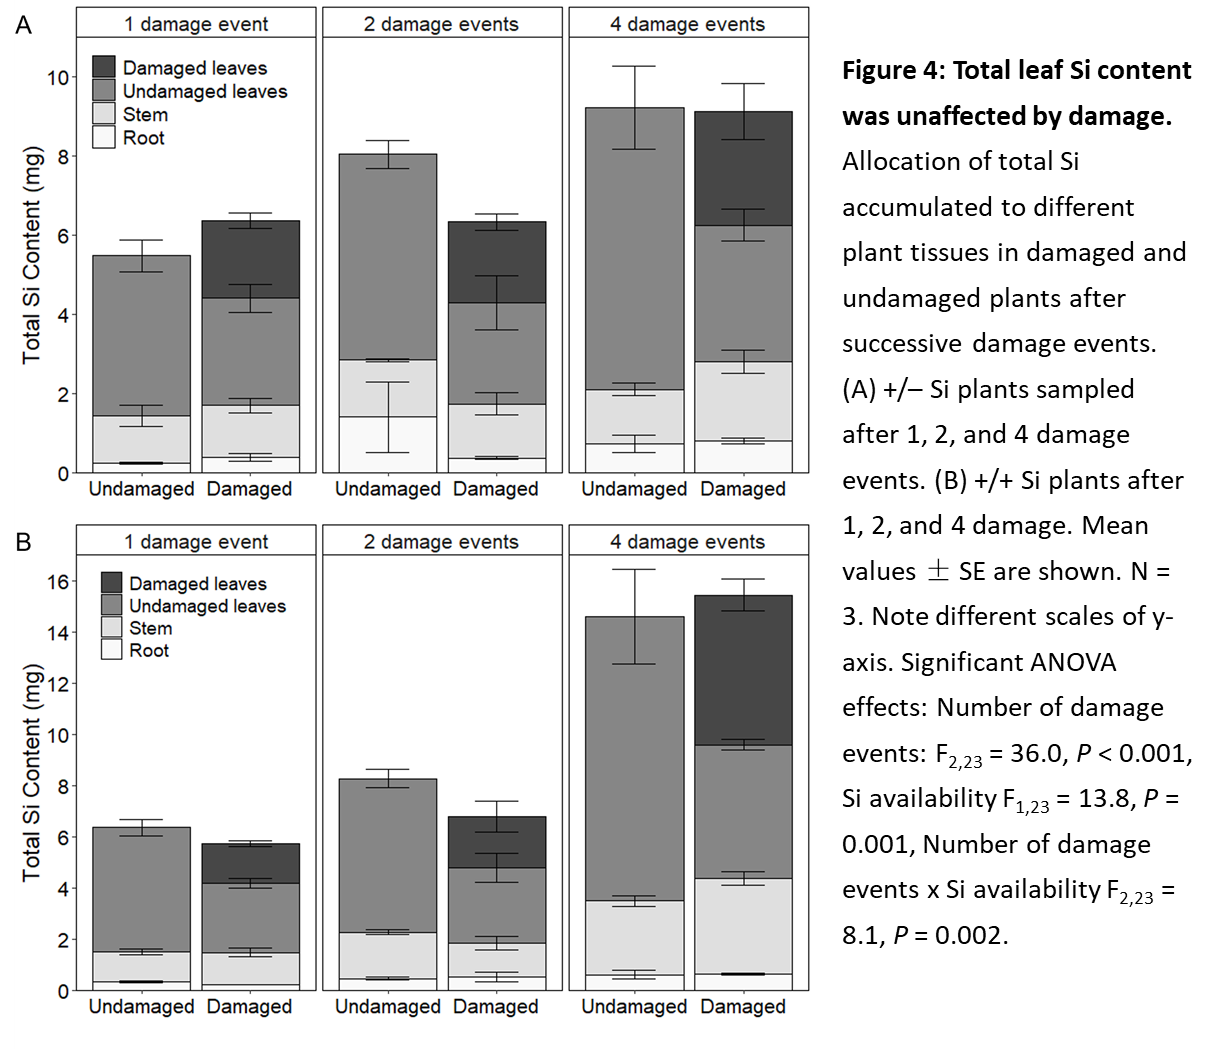 A
1 damage event
2 damage events
4 damage events
Damaged leaves
Undamaged leaves
Stem
Root
Total Si Content (mg)
10
8
6
4
2
0
Undamaged Damaged
Undamaged Damaged
Undamaged Damaged
B
1 damage event
2 damage events
4 damage events
Damaged leaves
Undamaged leaves
Stem
Root
Total Si Content (mg)
16
14
12
10
8
6
4
2
0
Undamaged Damaged
Undamaged Damaged
Undamaged Damaged
Figure 4: Total leaf Si content
was unaffected by damage.
Allocation of total Si
accumulated to different
plant tissues in damaged and
undamaged plants after
successive damage events.
(A) +/– Si plants sampled
after 1, 2, and 4 damage
events. (B) +/+ Si plants after
1, 2, and 4 damage. Mean
values ± SE are shown. N =
3. Note different scales of y-
axis. Significant ANOVA
effects: Number of damage
events: F2,23 = 36.0, P < 0.001,
Si availability F1,23 = 13.8, P =
0.001, Number of damage
events x Si availability F2,23 =
8.1, P = 0.002.